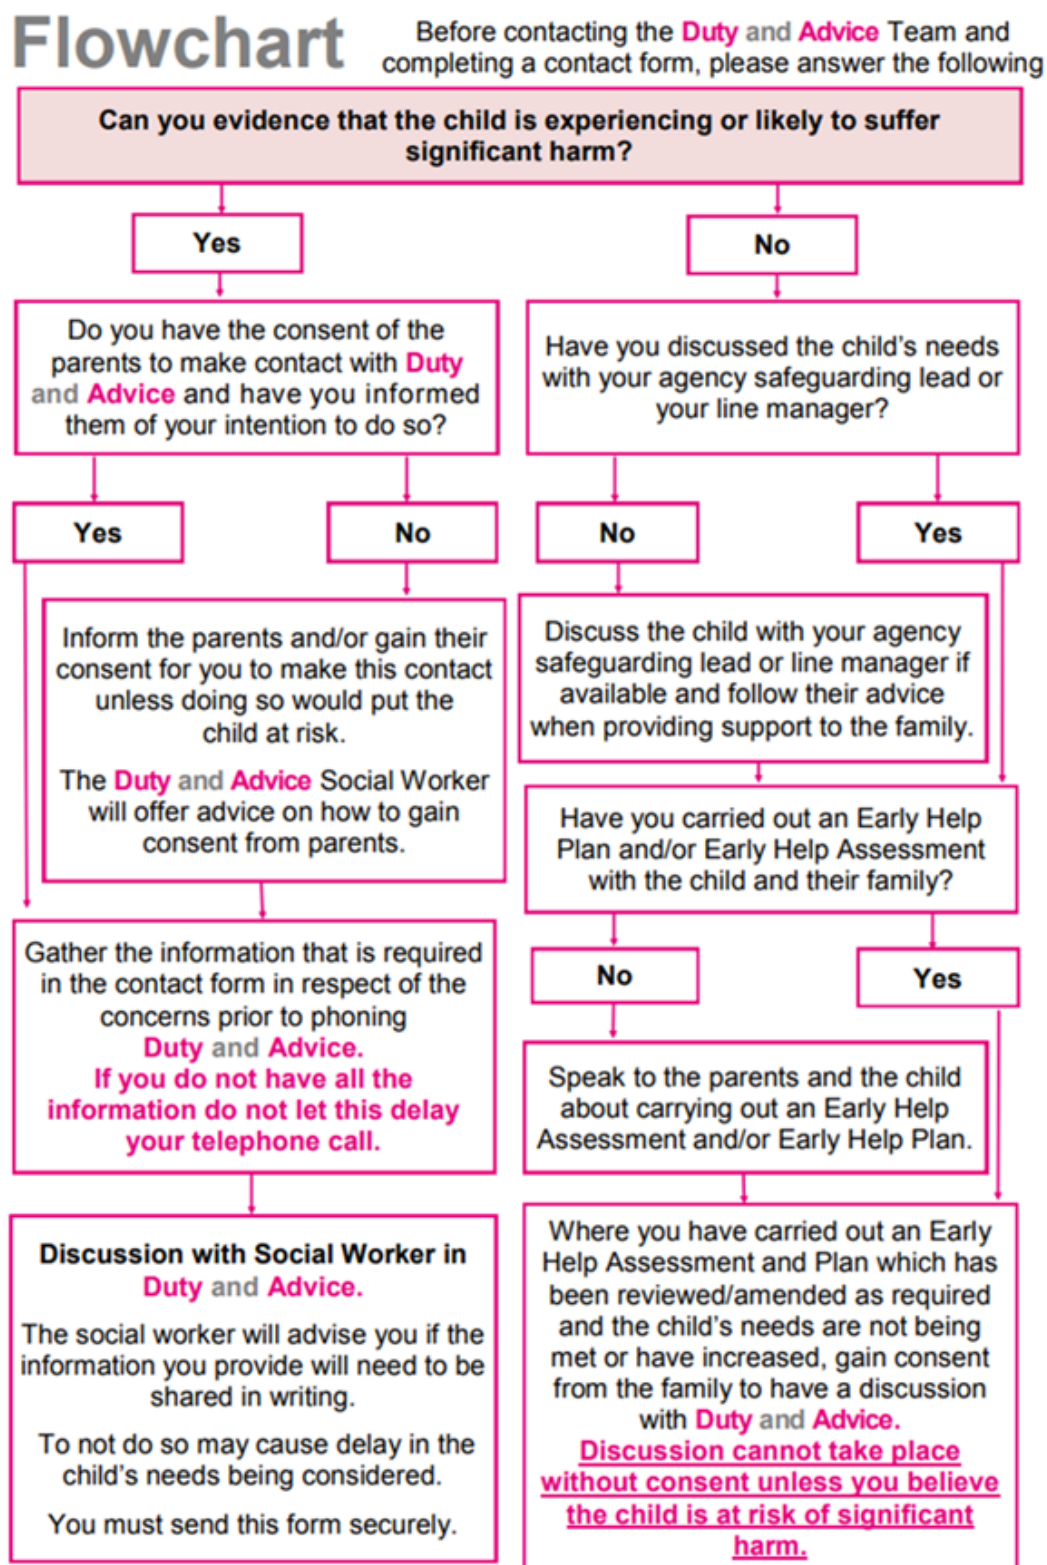 Flowchart
Before contacting the Duty and Advice Team and
completing a contact form, please answer the following
Can you evidence that the child is experiencing or likely to suffer
significant harm?
Yes
No
Do you have the consent of the
parents to make contact with Duty
and Advice and have you informed
them of your intention to do so?
Have you discussed the child's needs
with your agency safeguarding lead or
your line manager?
Yes
No
No
Yes
Inform the parents and/or gain their
consent for you to make this contact
unless doing so would put the
child at risk.
The Duty and Advice Social Worker
will offer advice on how to gain
consent from parents.
Discuss the child with your agency
safeguarding lead or line manager if
available and follow their advice
when providing support to the family.
Have you carried out an Early Help
Plan and/or Early Help Assessment
with the child and their family?
Gather the information that is required
in the contact form in respect of the
concerns prior to phoning
Duty and Advice.
If you do not have all the
information do not let this delay
your telephone call.
No
Yes
Speak to the parents and the child
about carrying out an Early Help
Assessment and/or Early Help Plan.
Discussion with Social Worker in
Duty and Advice.
The social worker will advise you if the
information you provide will need to be
shared in writing.
To not do so may cause delay in the
child's needs being considered.
You must send this form securely.
Where you have carried out an Early
Help Assessment and Plan which has
been reviewed/amended as required
and the child's needs are not being
met or have increased, gain consent
from the family to have a discussion
with Duty and Advice.
Discussion cannot take place
without consent unless you believe
the child is at risk of significant
harm.